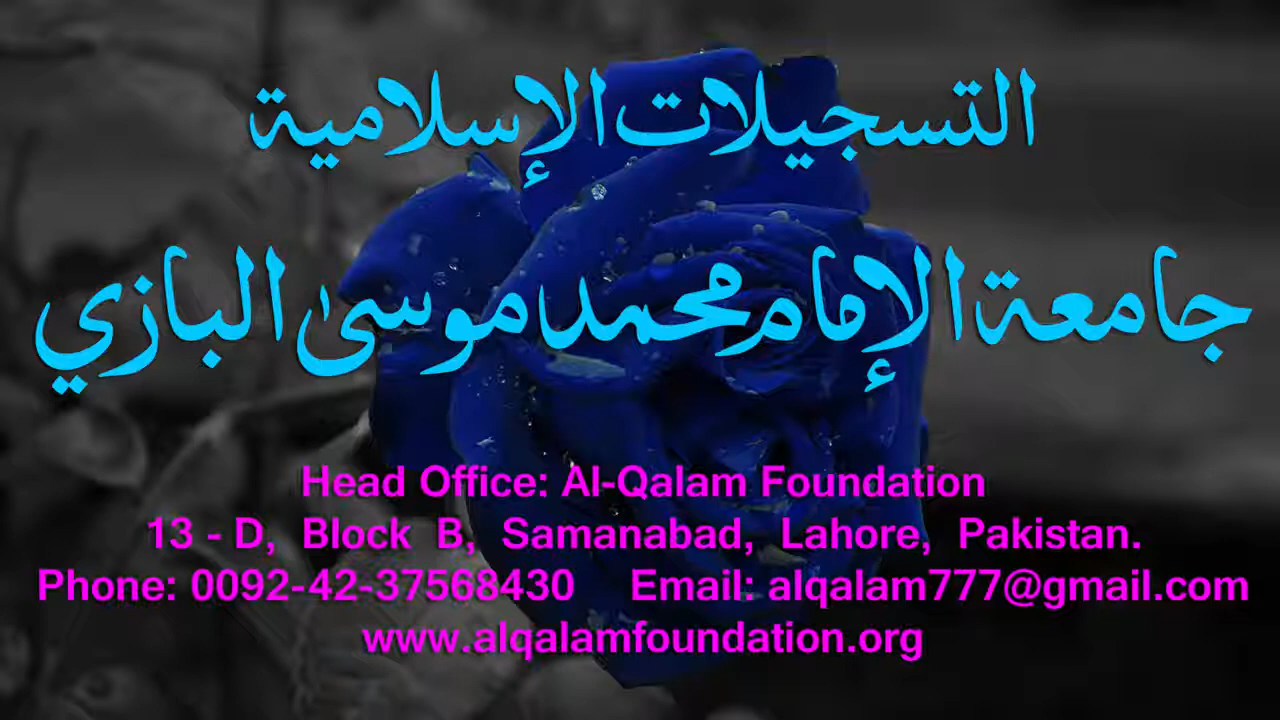 التسجيلات الإسلامية
جامعة الإمام محمد موسىٰ البازي
Head Office: Al-Qalam Foundation
13 - D, Block B, Samanabad, Lahore, Pakistan.
Phone: 0092-42-37568430 Email: alqalam777@gmail.com
www.alqalamfoundation.org